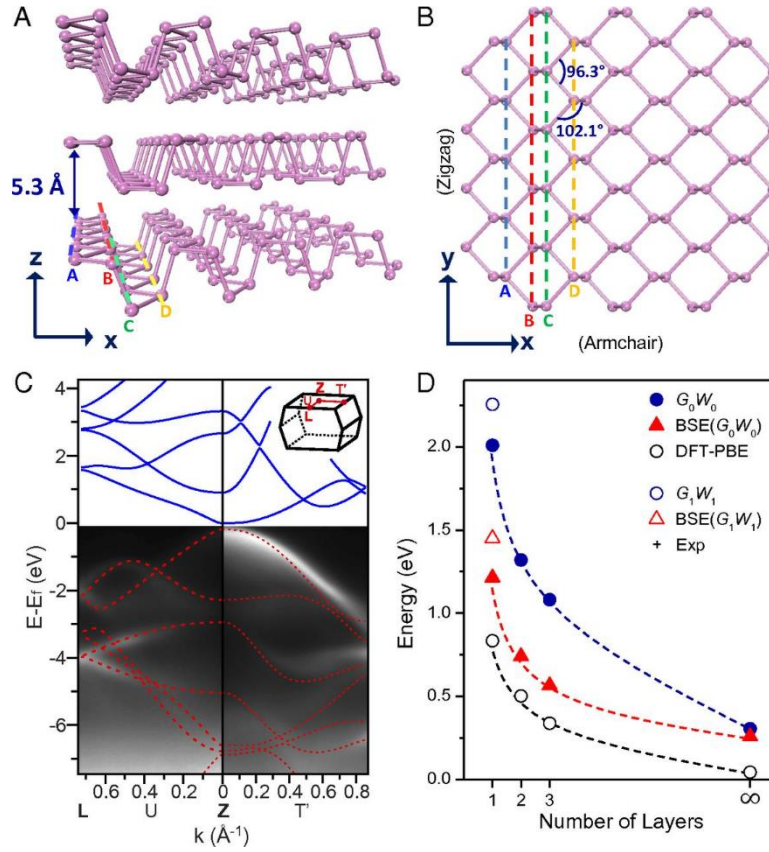 A
5.3 Å
z
x
A
B
C
D
B
96.3°
102.1°
(Zigzag)
y
x
A
B
C
D
(Armchair)
C
E-Ef (eV)
4
2
0
-2
-4
-6
Z
U
T'
L
0.6 0.4 0.2 0 0.2 0.4 0.6 0.8
L U Z T'
k (Å⁻¹)
D
Energy (eV)
2.0
1.5
1.0
0.5
0.0
G₀W₀
BSE(G₀W₀)
DFT-PBE
G₁W₁
BSE(G₁W₁)
+ Exp
1 2 3 ∞
Number of Layers